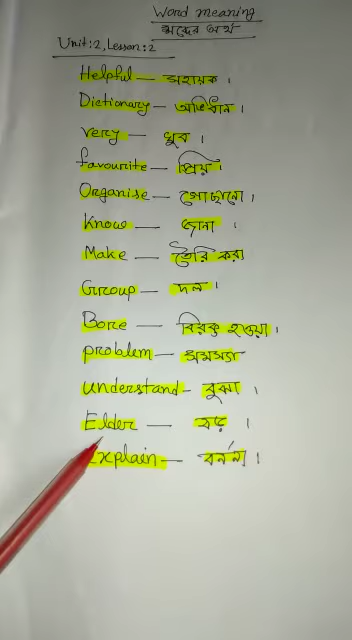 Word meaning
শব্দের অর্থ
Unit:2, Lesson:2
Helpful — সহায়ক ।
Dictionary — অভিধান ।
Very — খুব ।
favourite — প্রিয় ।
Organise — গোছানো ।
Know — জানা ।
Make — তৈরি করা
Group — দল ।
Bore — বিরক্ত হওয়া ।
problem — সমস্যা
understand - বুঝা ।
Elder — বড় ।
Explain — বর্ননা ।